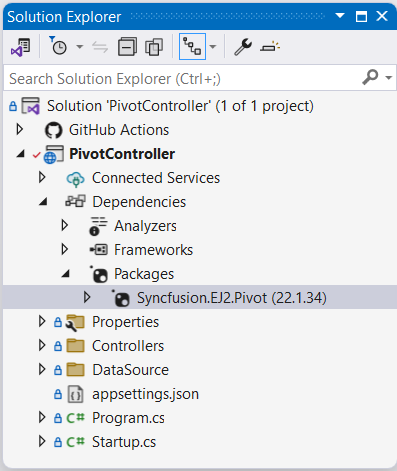 Solution Explorer
Search Solution Explorer (Ctrl+;)
Solution 'PivotController' (1 of 1 project)
GitHub Actions
PivotController
Connected Services
Dependencies
Analyzers
Frameworks
Packages
Syncfusion.EJ2.Pivot (22.1.34)
Properties
Controllers
DataSource
appsettings.json
C# Program.cs
C# Startup.cs